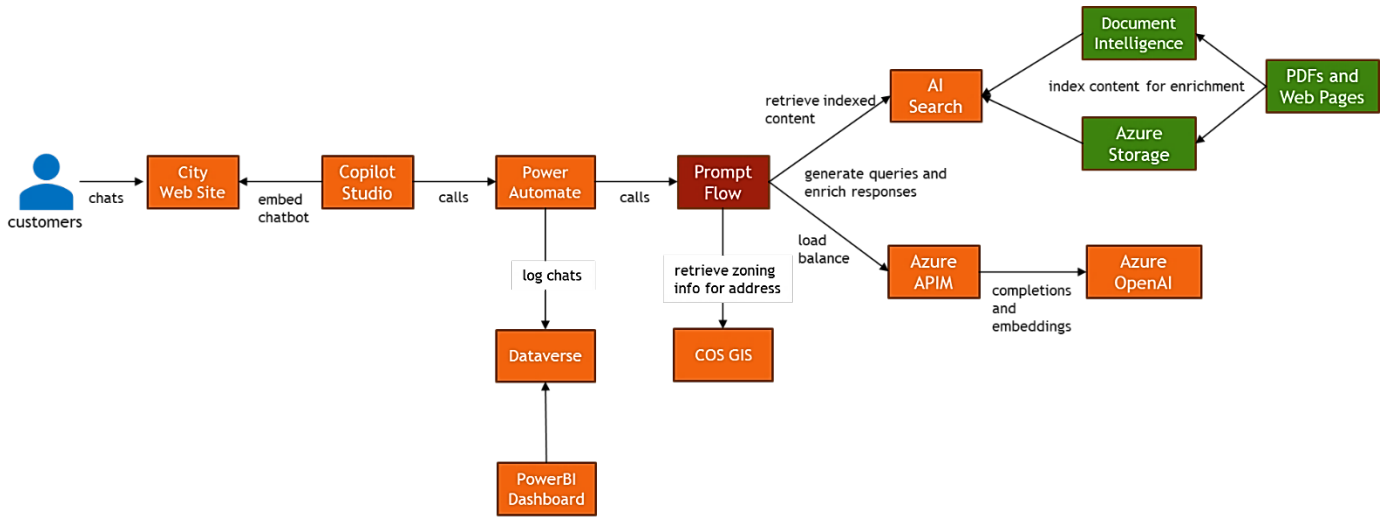 customers
chats
City
Web Site
embed
chatbot
Copilot
Studio
calls
Power
Automate
calls
Prompt
Flow
log chats
Dataverse
PowerBI
Dashboard
retrieve zoning
info for address
COS GIS
retrieve indexed
content
AI
Search
generate queries and
enrich responses
load
balance
Azure
APIM
completions
and
embeddings
Azure
OpenAI
Document
Intelligence
index content for enrichment
Azure
Storage
PDFs and
Web Pages